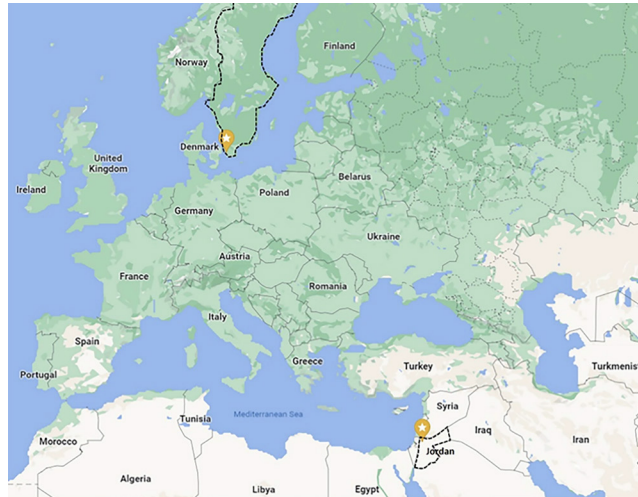 Finland
Norway
Denmark
United
Kingdom
Ireland
Belarus
Poland
Germany
Ukraine
Austria
France
Romania
Italy
Spain
Greece
Turkey
Portugal
Turkmenis
Syria
Mediterranean Sea
Tunisia
Iraq
Iran
Morocco
Jordan
Algeria
Libya
Egypt